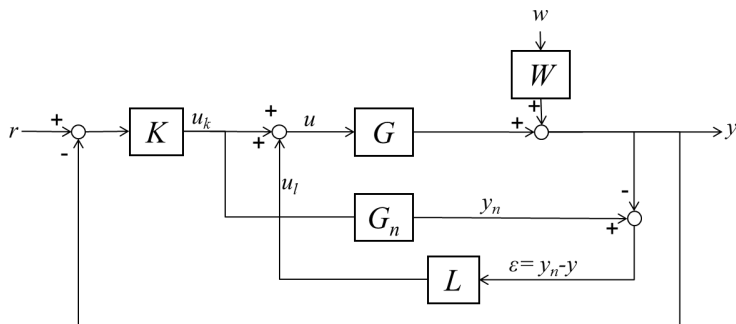 w
W
+
r
+
-
K
u_k
+
+
u
G
+
y
u_l
-
G_n
y_n
+
L
ε= y_n-y